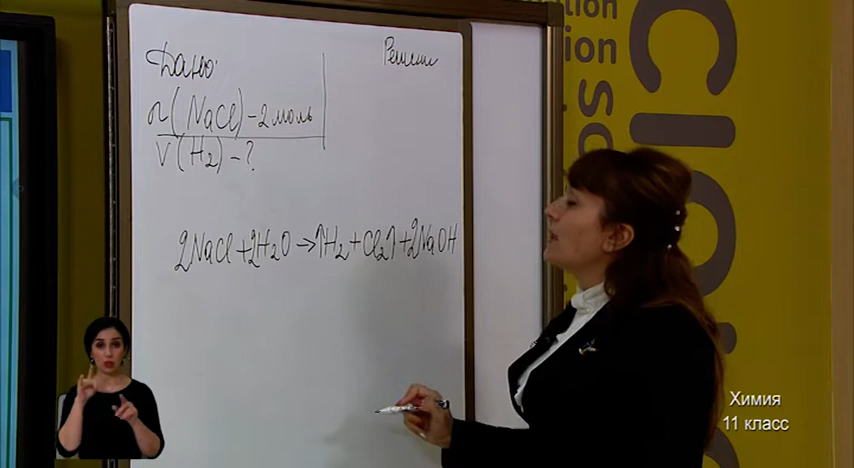 Дано:
Решение
n(NaCl) - 2 моль
V(H₂) - ?
2NaCl + 2H₂O → ↑H₂ + Cl₂↑ + 2NaOH
Химия
11 класс